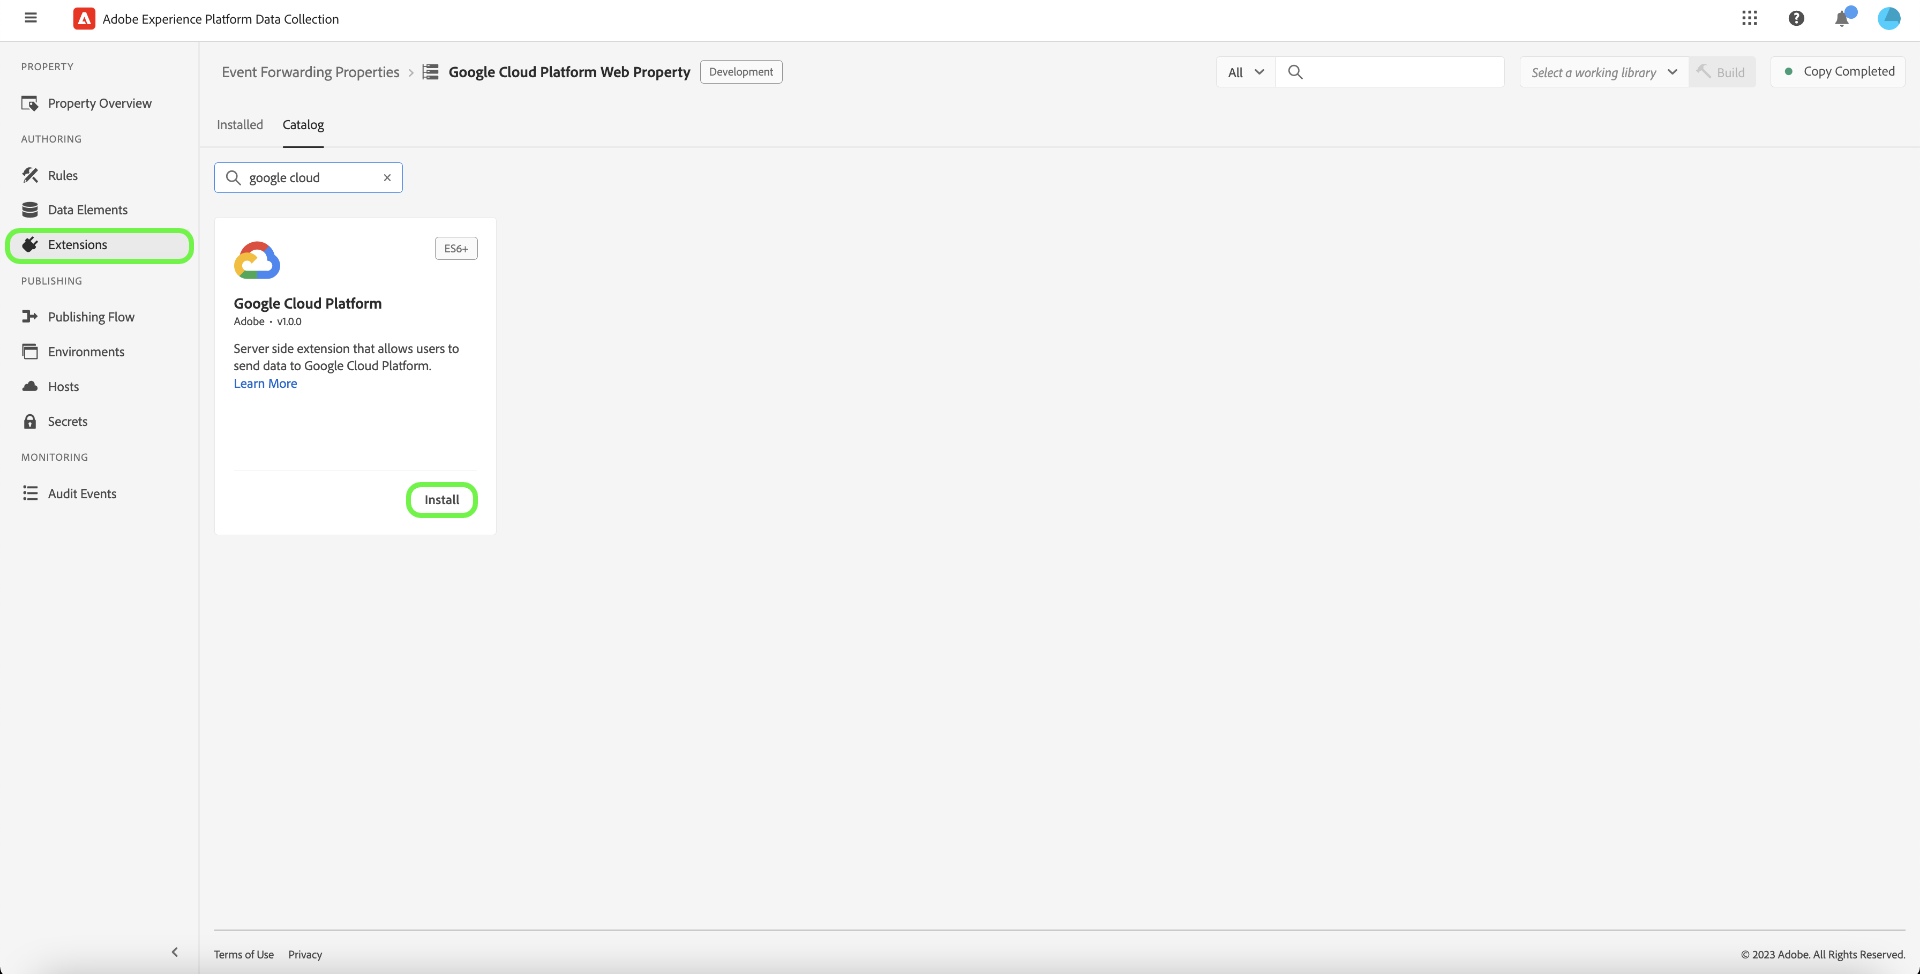 Adobe Experience Platform Data Collection
PROPERTY
Property Overview
AUTHORING
Rules
Data Elements
Extensions
PUBLISHING
Publishing Flow
Environments
Hosts
Secrets
MONITORING
Audit Events
Event Forwarding Properties > Google Cloud Platform Web Property Development
All
Select a working library
Build
Copy Completed
Installed Catalog
google cloud
ES6+
Google Cloud Platform
Adobe • v1.0.0
Server side extension that allows users to
send data to Google Cloud Platform.
Learn More
Install
Terms of Use Privacy
© 2023 Adobe. All Rights Reserved.